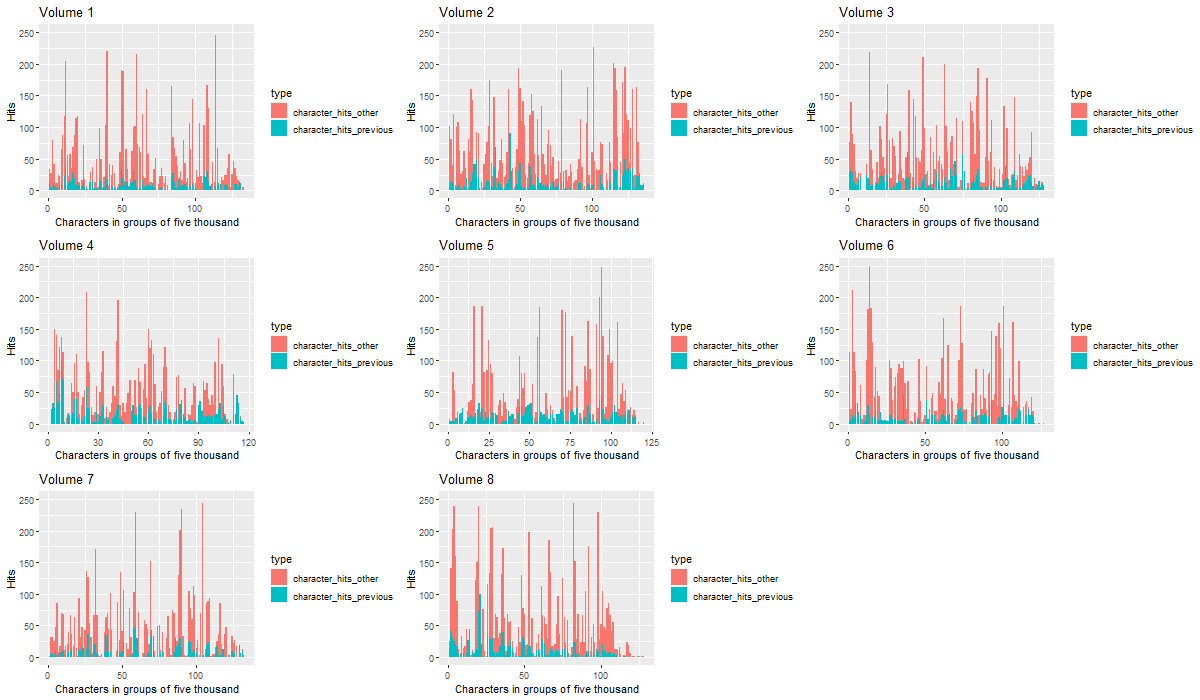 Volume 1
250
200
150
100
50
0
Hits
0 50 100
Characters in groups of five thousand
type
character_hits_other
character_hits_previous
Volume 2
250
200
150
100
50
0
Hits
0 50 100
Characters in groups of five thousand
type
character_hits_other
character_hits_previous
Volume 3
250
200
150
100
50
0
Hits
0 50 100
Characters in groups of five thousand
type
character_hits_other
character_hits_previous
Volume 4
250
200
150
100
50
0
Hits
0 30 60 90 120
Characters in groups of five thousand
type
character_hits_other
character_hits_previous
Volume 5
250
200
150
100
50
0
Hits
0 25 50 75 100 125
Characters in groups of five thousand
type
character_hits_other
character_hits_previous
Volume 6
250
200
150
100
50
0
Hits
0 50 100
Characters in groups of five thousand
type
character_hits_other
character_hits_previous
Volume 7
250
200
150
100
50
0
Hits
0 50 100
Characters in groups of five thousand
type
character_hits_other
character_hits_previous
Volume 8
250
200
150
100
50
0
Hits
0 50 100
Characters in groups of five thousand
type
character_hits_other
character_hits_previous